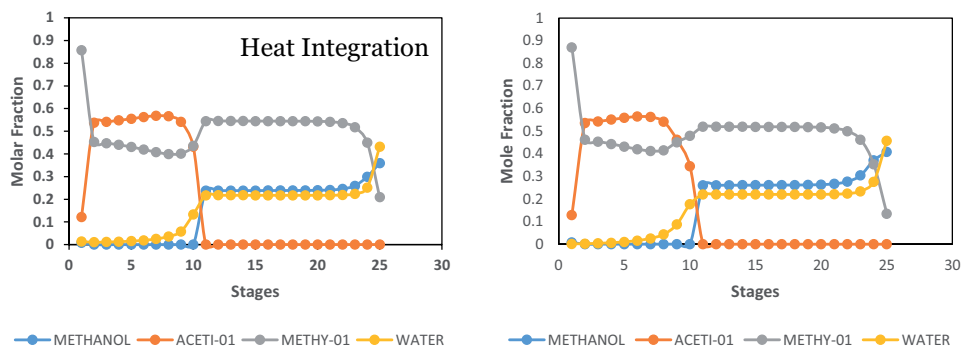 Heat Integration
Molar Fraction
1
0.9
0.8
0.7
0.6
0.5
0.4
0.3
0.2
0.1
0
0 5 10 15 20 25 30
Stages
METHANOL ACETI-01 METHY-01 WATER
Mole Fraction
1
0.9
0.8
0.7
0.6
0.5
0.4
0.3
0.2
0.1
0
0 5 10 15 20 25 30
Stages
METHANOL ACETI-01 METHY-01 WATER